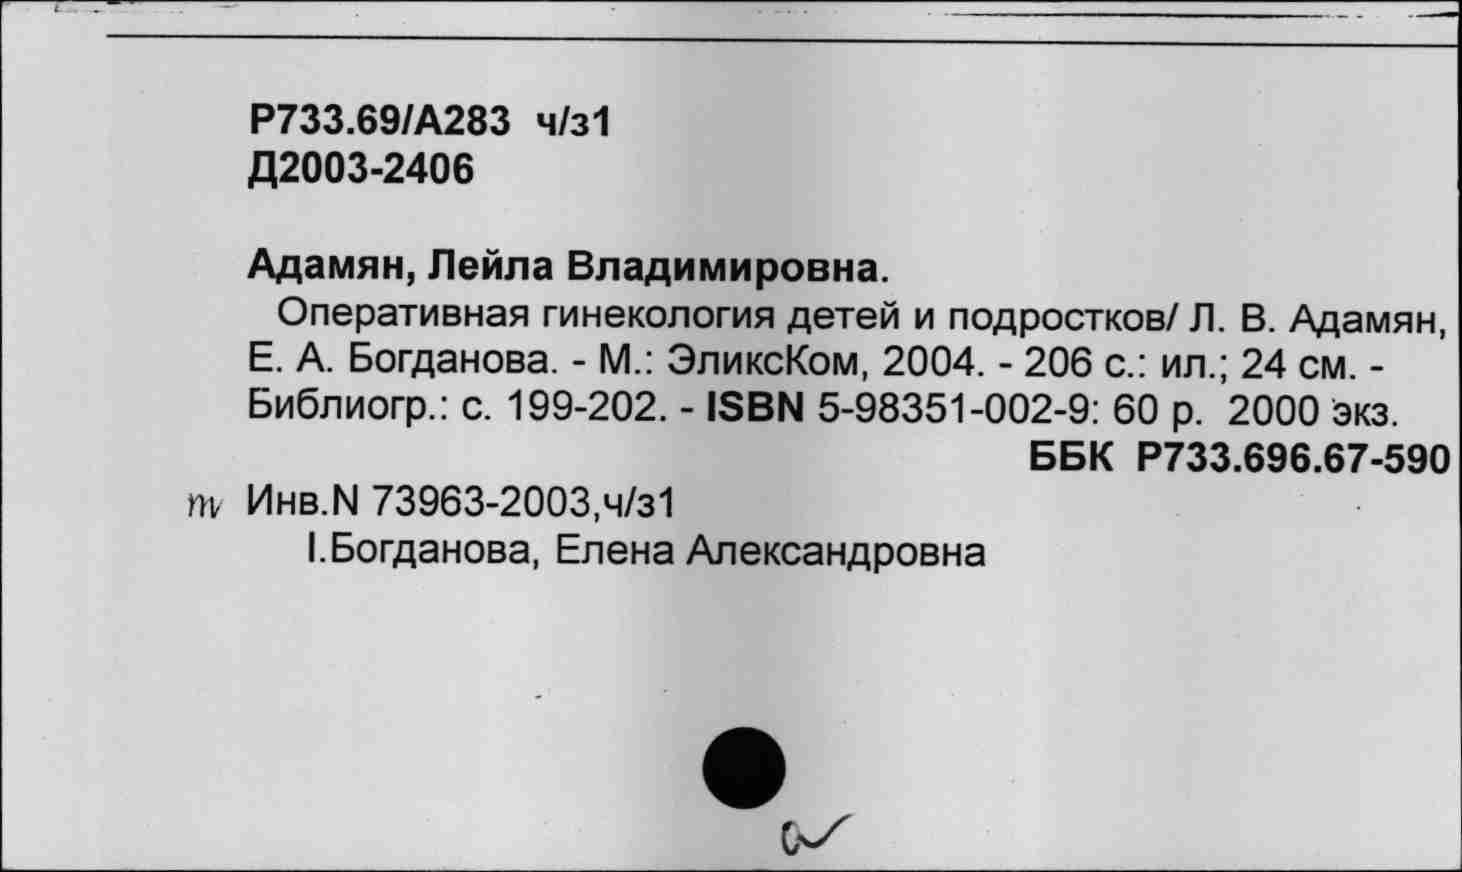 Р733.69/А283 ч/з1
Д2003-2406
Адамян, Лейла Владимировна.
Оперативная гинекология детей и подростков/ Л. В. Адамян,
Е. А. Богданова. - М.: ЭликсКом, 2004. - 206 с.: ил.; 24 см. -
Библиогр.: с. 199-202. - ISBN 5-98351-002-9: 60 р. 2000 экз.
ББК Р733.696.67-590
Инв.N 73963-2003,ч/з1
I.Богданова, Елена Александровна